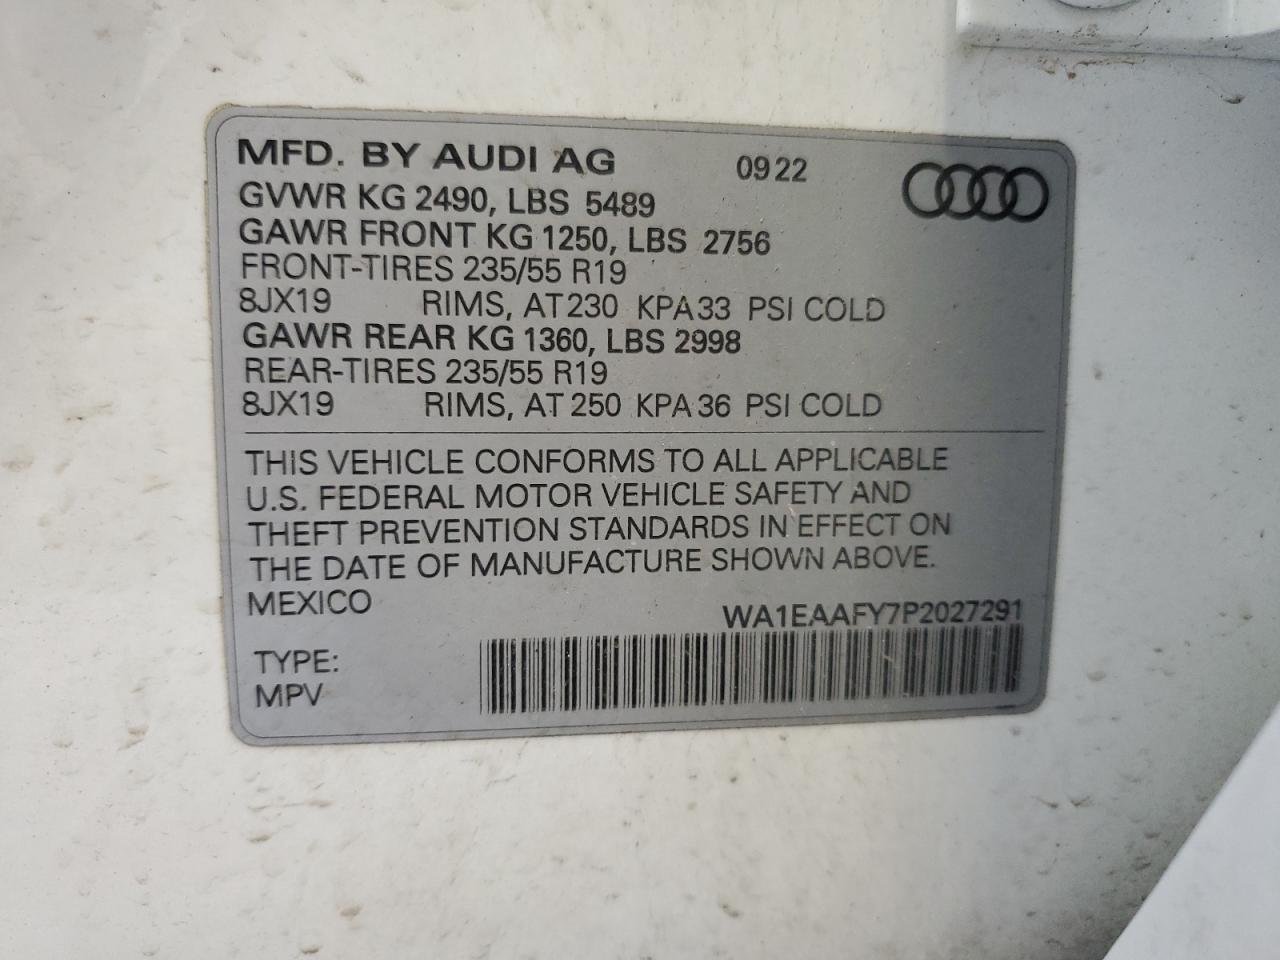 MFD. BY AUDI AG 0922
GVWR KG 2490, LBS 5489
GAWR FRONT KG 1250, LBS 2756
FRONT-TIRES 235/55 R19
8JX19 RIMS, AT 230 KPA 33 PSI COLD
GAWR REAR KG 1360, LBS 2998
REAR-TIRES 235/55 R19
8JX19 RIMS, AT 250 KPA 36 PSI COLD
THIS VEHICLE CONFORMS TO ALL APPLICABLE
U.S. FEDERAL MOTOR VEHICLE SAFETY AND
THEFT PREVENTION STANDARDS IN EFFECT ON
THE DATE OF MANUFACTURE SHOWN ABOVE.
MEXICO WA1EAAFY7P2027291
TYPE:
MPV